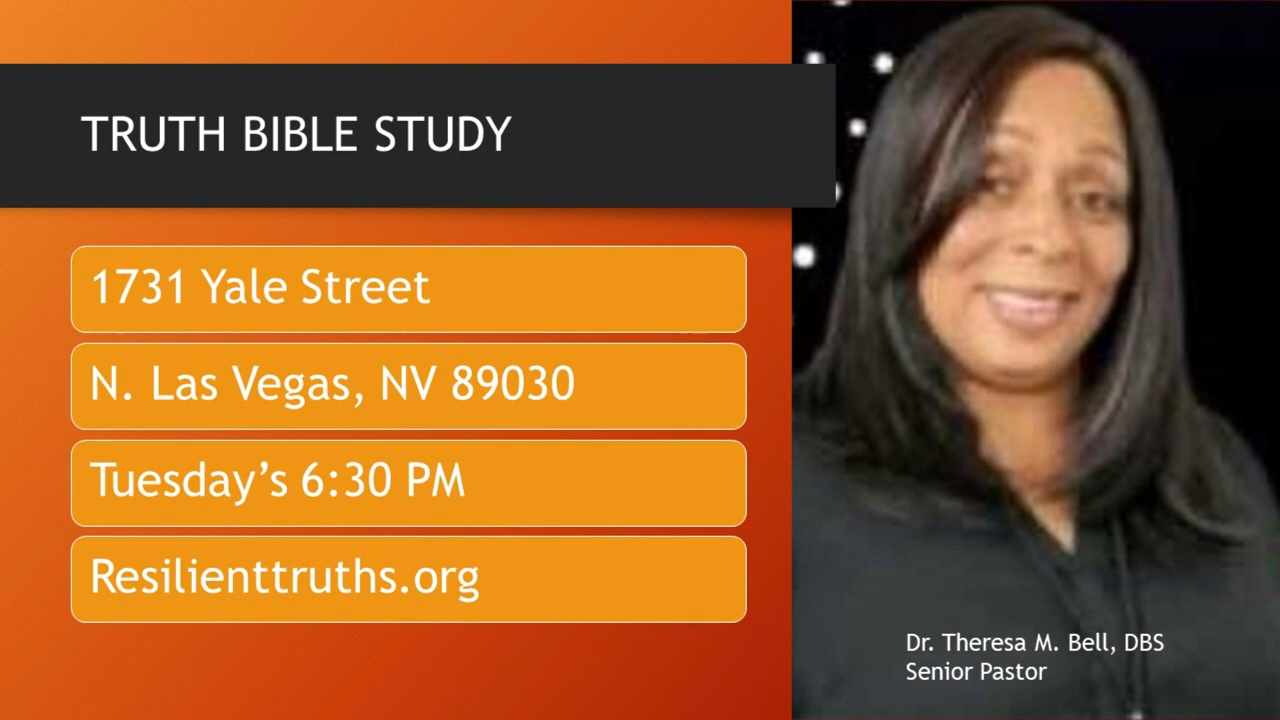 TRUTH BIBLE STUDY
1731 Yale Street
N. Las Vegas, NV 89030
Tuesday’s 6:30 PM
Resilienttruths.org
Dr. Theresa M. Bell, DBS
Senior Pastor